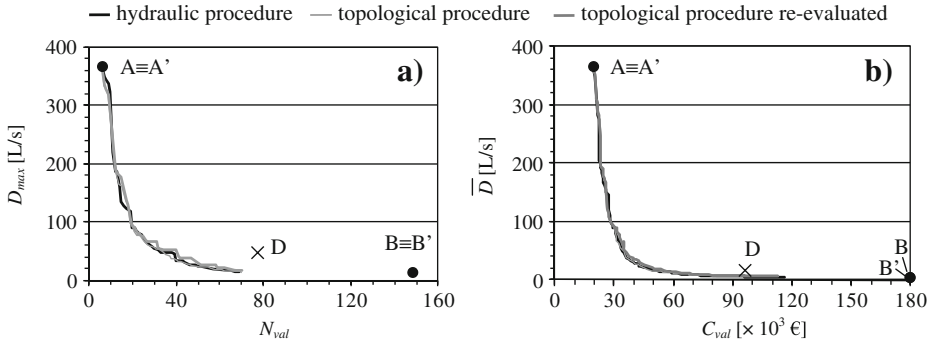 hydraulic procedure topological procedure topological procedure re-evaluated
a)
400
300
200
100
0
D_max [L/s]
A≡A’
D
B≡B’
0 40 80 120 160
N_val
b)
400
300
200
100
0
D̅ [L/s]
A≡A’
D
B
B’
0 30 60 90 120 150 180
C_val [× 10³ €]